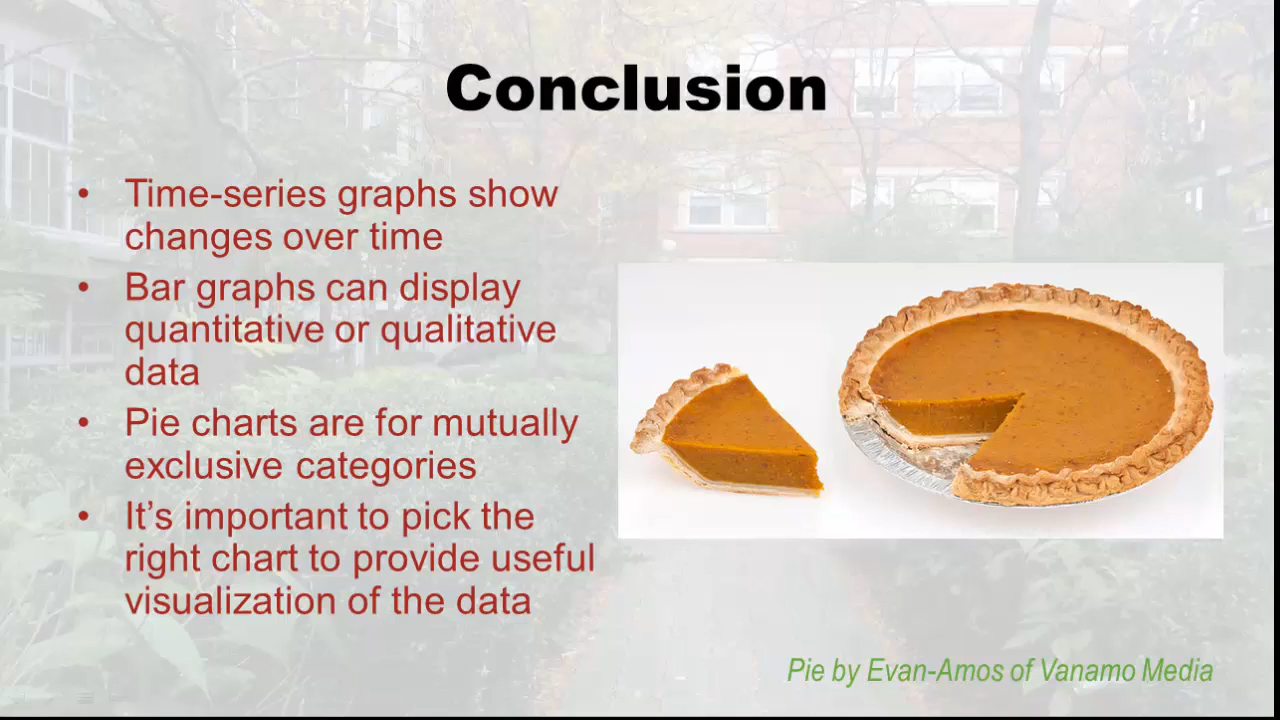 Conclusion
• Time-series graphs show
changes over time
• Bar graphs can display
quantitative or qualitative
data
• Pie charts are for mutually
exclusive categories
• It’s important to pick the
right chart to provide useful
visualization of the data
Pie by Evan-Amos of Vanamo Media